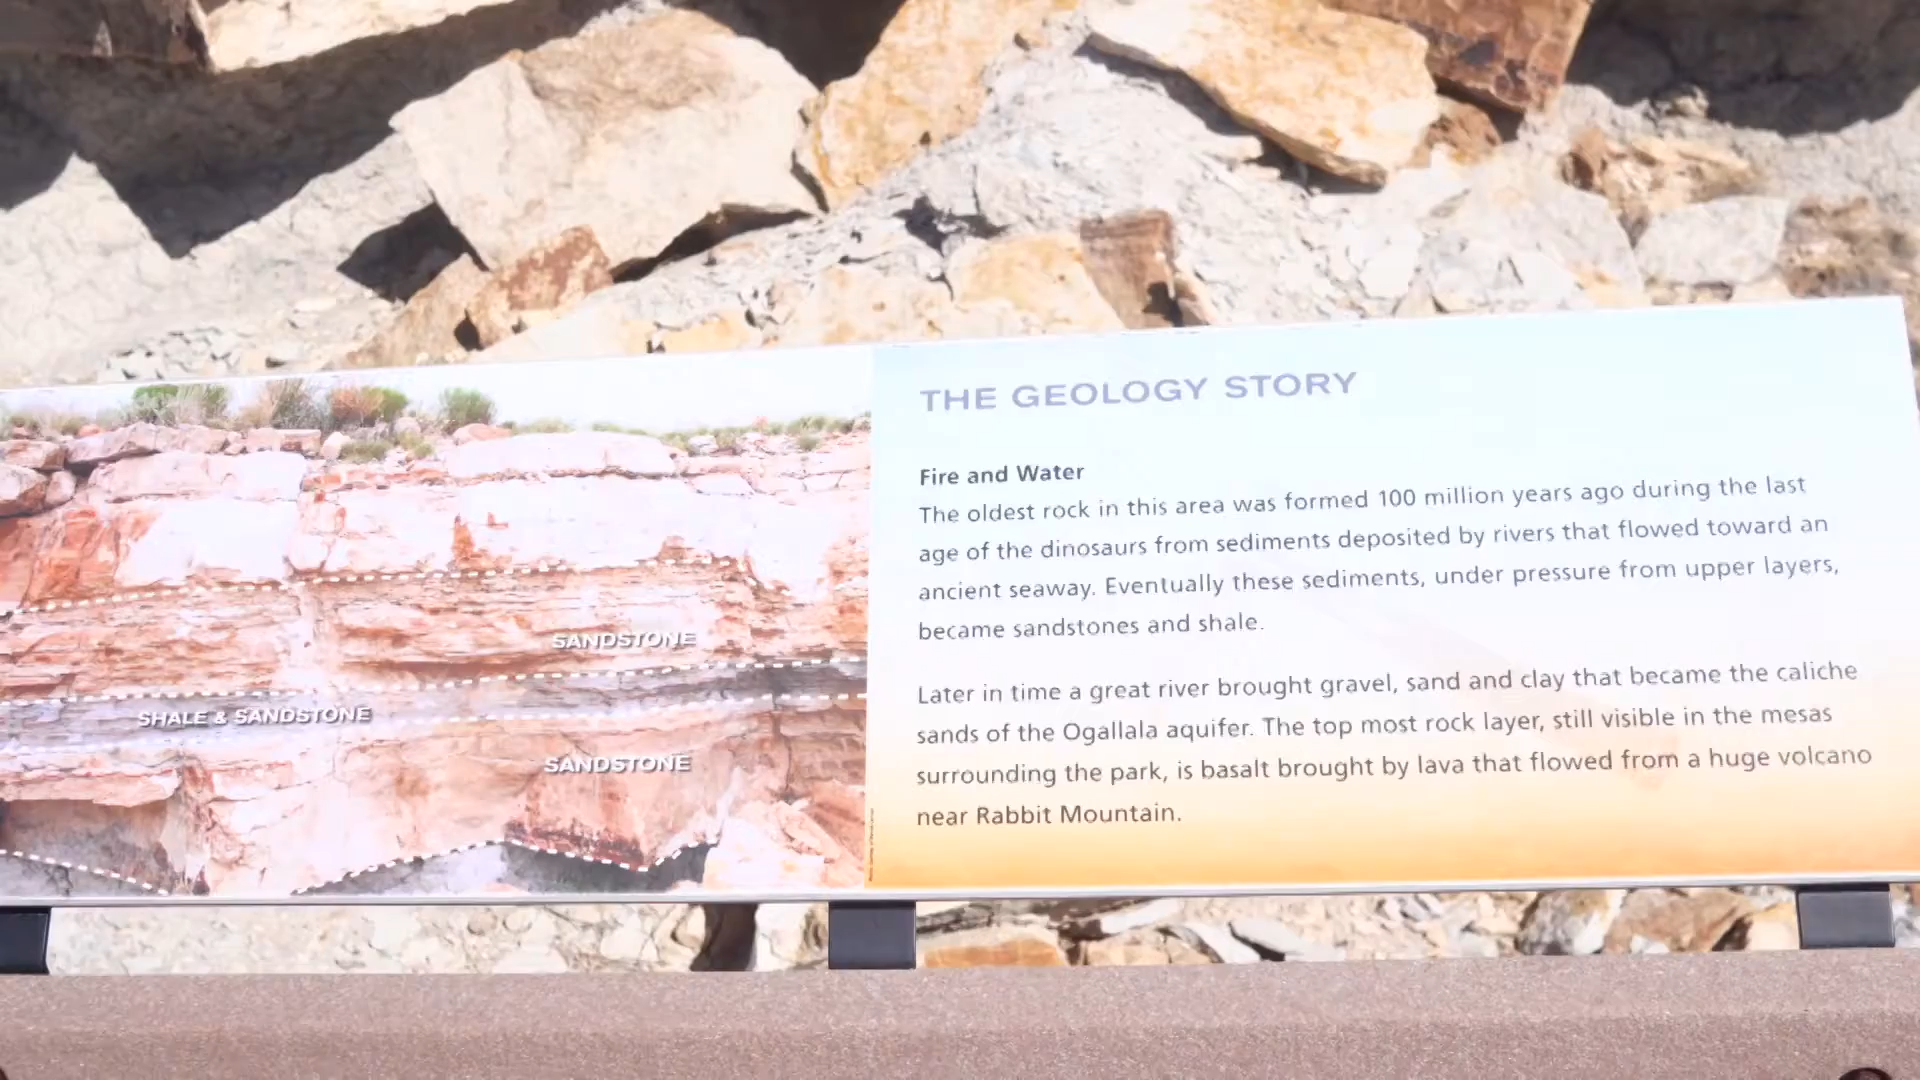 THE GEOLOGY STORY
Fire and Water
The oldest rock in this area was formed 100 million years ago during the last
age of the dinosaurs from sediments deposited by rivers that flowed toward an
ancient seaway. Eventually these sediments, under pressure from upper layers,
became sandstones and shale.
Later in time a great river brought gravel, sand and clay that became the caliche
sands of the Ogallala aquifer. The top most rock layer, still visible in the mesas
surrounding the park, is basalt brought by lava that flowed from a huge volcano
near Rabbit Mountain.
SANDSTONE
SHALE & SANDSTONE
SANDSTONE